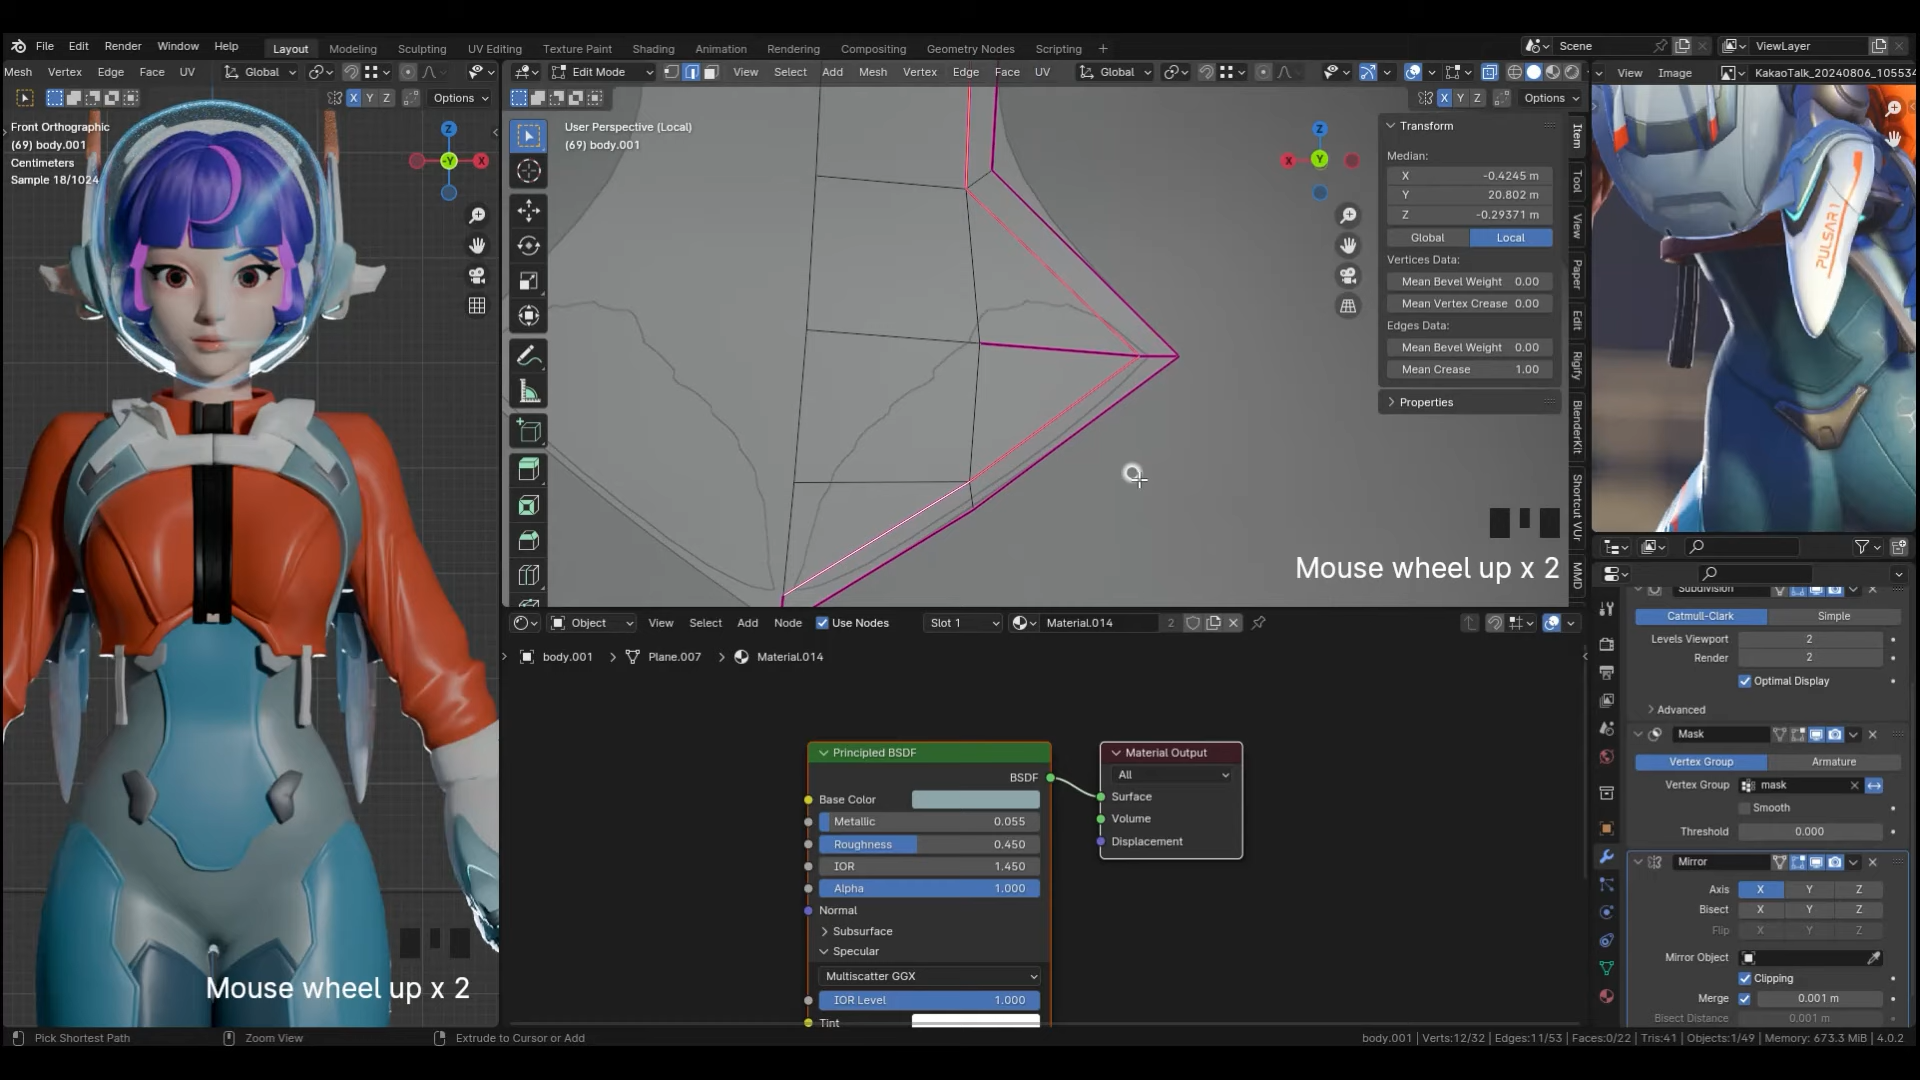 File Edit Render Window Help
Layout Modeling Sculpting UV Editing Texture Paint Shading Animation Rendering Compositing Geometry Nodes Scripting +
Scene
ViewLayer
Mesh Vertex Edge Face UV Global
Edit Mode View Select Add Mesh Vertex Edge Face UV Global
View Image KakaoTalk_20240806_105534
X Y Z Options
X Y Z Options
Front Orthographic
(69) body.001
Centimeters
Sample 18/1024
Z
-Y X
User Perspective (Local)
(69) body.001
Z
X Y
Transform
Median:
X -0.4245 m
Y 20.802 m
Z -0.29371 m
Global Local
Vertices Data:
Mean Bevel Weight 0.00
Mean Vertex Crease 0.00
Edges Data:
Mean Bevel Weight 0.00
Mean Crease 1.00
Properties
Item
Tool
View
Paper
Edit
Rigify
BlenderKit
Shortcut VUr
MMD
PULSAR 1
Mouse wheel up x 2
Object View Select Add Node Use Nodes Slot 1 Material.014 2
body.001 > Plane.007 > Material.014
Principled BSDF
BSDF
Base Color
Metallic 0.055
Roughness 0.450
IOR 1.450
Alpha 1.000
Normal
Subsurface
Specular
Multiscatter GGX
IOR Level 1.000
Tint
Material Output
All
Surface
Volume
Displacement
Subdivision
Catmull-Clark Simple
Levels Viewport 2
Render 2
Optimal Display
Advanced
Mask
Vertex Group Armature
Vertex Group mask
Smooth
Threshold 0.000
Mirror
Axis X Y Z
Bisect X Y Z
Flip X Y Z
Mirror Object
Clipping
Merge 0.001 m
Bisect Distance 0.001 m
Mouse wheel up x 2
Pick Shortest Path Zoom View Extrude to Cursor or Add
body.001 | Verts:12/32 | Edges:11/53 | Faces:0/22 | Tris:41 | Objects:1/49 | Memory: 673.3 MiB | 4.0.2